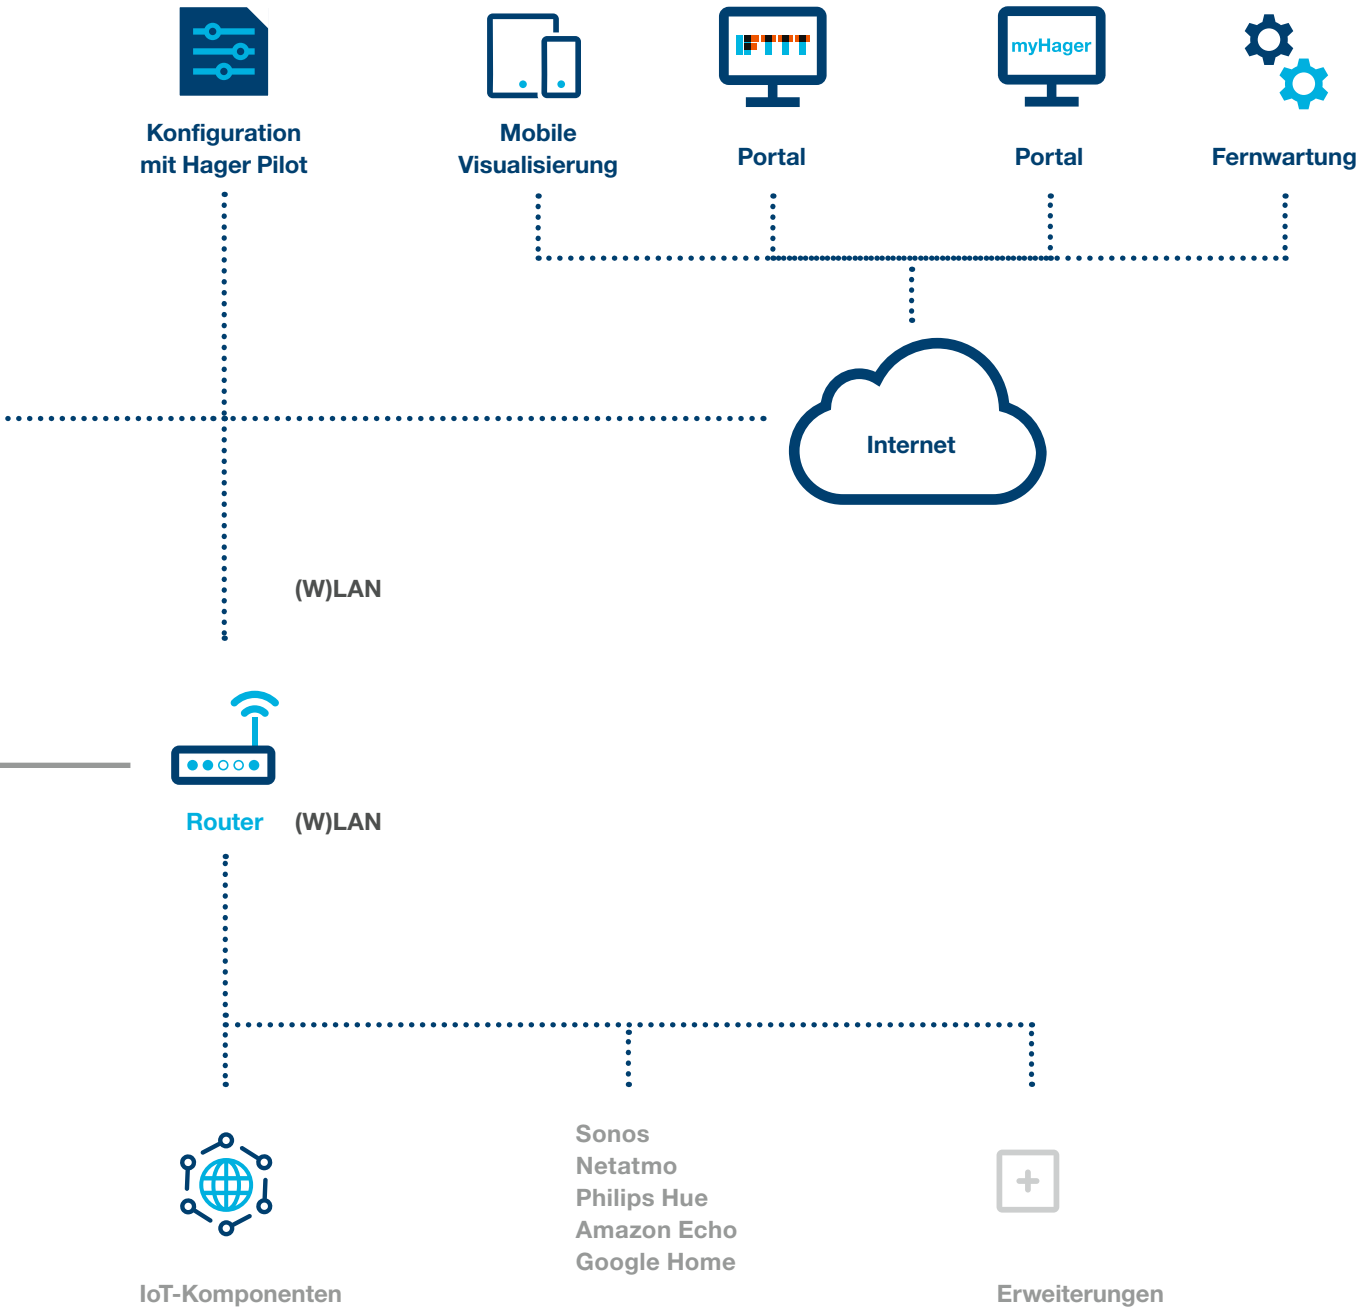 IFTTT
myHager
Konfiguration
mit Hager Pilot
Mobile
Visualisierung
Portal
Portal
Fernwartung
Internet
(W)LAN
Router
(W)LAN
Sonos
Netatmo
Philips Hue
Amazon Echo
Google Home
IoT-Komponenten
Erweiterungen